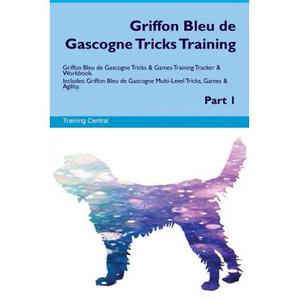 Griffon Bleu de
Gascogne Tricks Training
Griffon Bleu de Gascogne Tricks & Games Training Tracker &
Workbook.
Includes: Griffon Bleu de Gascogne Multi-Level Tricks, Games &
Agility.
Part 1
Training Central